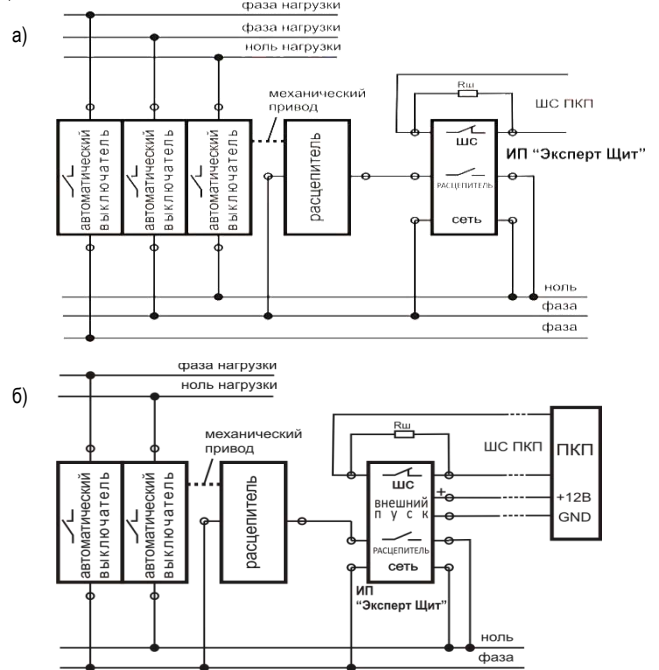 фаза нагрузки
а)
фаза нагрузки
ноль нагрузки
механический
привод
Rш
ШС ПКП
автоматический
выключатель
автоматический
выключатель
автоматический
выключатель
расцепитель
ШС
ИП “Эксперт Щит”
РАСЦЕПИТЕЛЬ
сеть
ноль
фаза
фаза
фаза нагрузки
б)
ноль нагрузки
механический
привод
Rш
ШС ПКП
ПКП
автоматический
выключатель
автоматический
выключатель
расцепитель
ШС
внешний
пуск
+
+12В
GND
РАСЦЕПИТЕЛЬ
сеть
ИП
“Эксперт Щит”
ноль
фаза